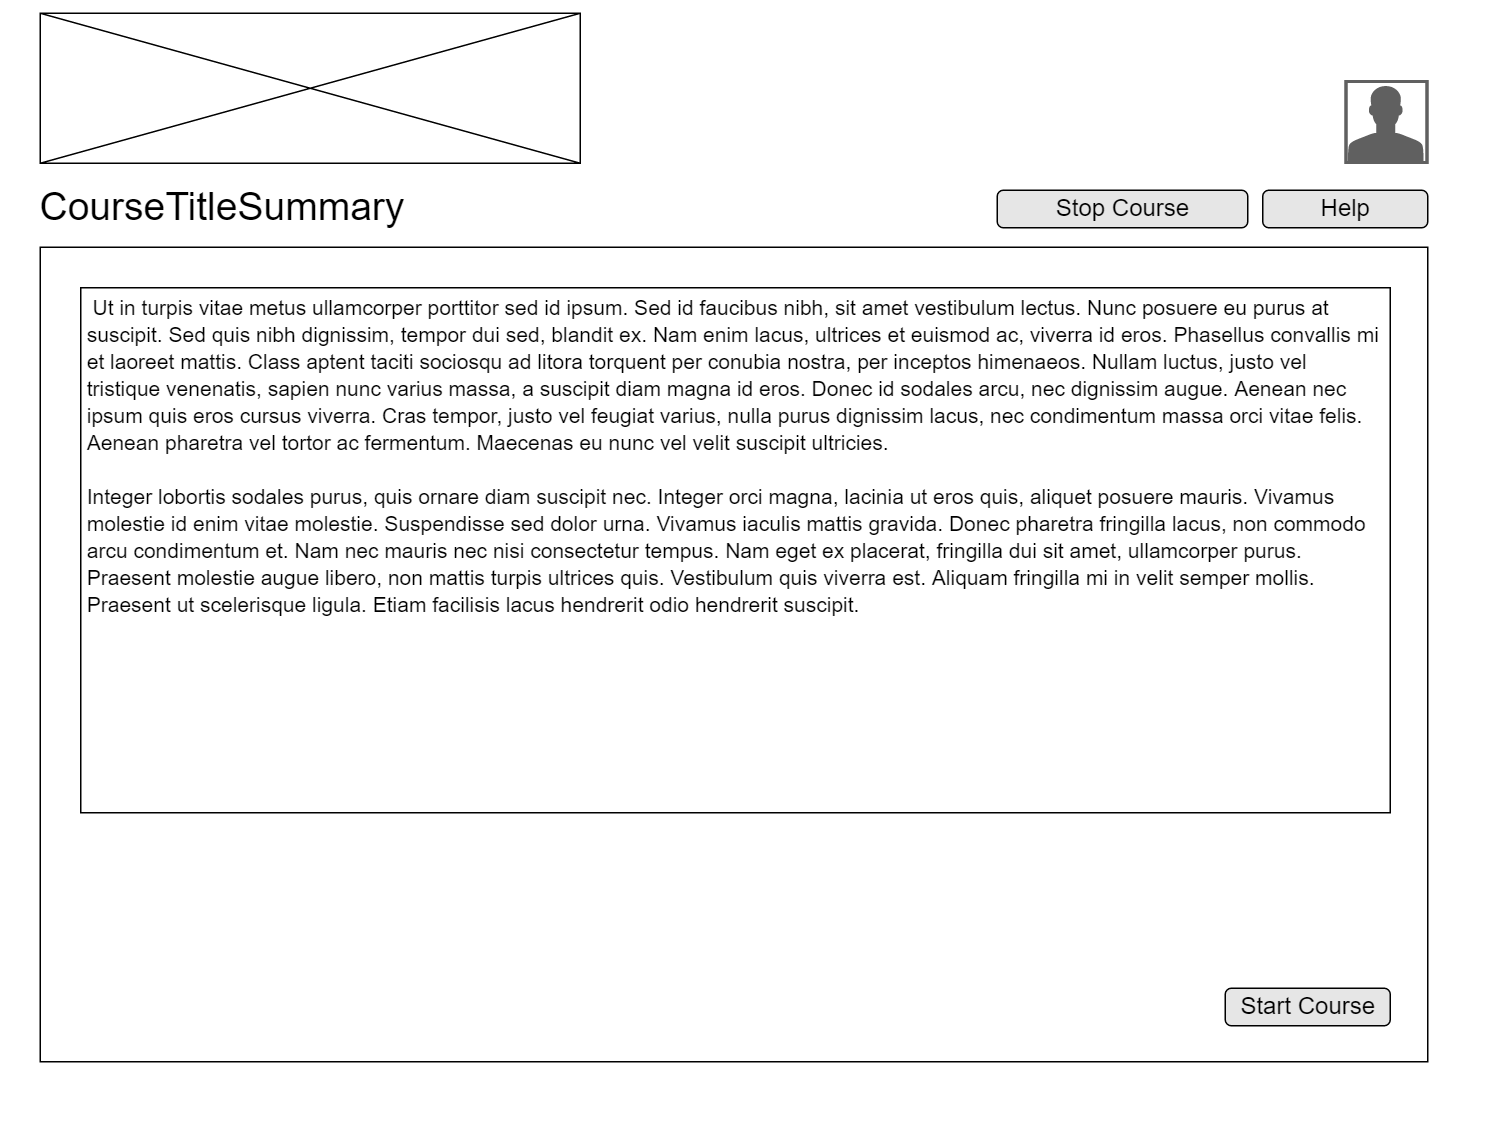 CourseTitleSummary
Stop Course
Help
Ut in turpis vitae metus ullamcorper porttitor sed id ipsum. Sed id faucibus nibh, sit amet vestibulum lectus. Nunc posuere eu purus at
suscipit. Sed quis nibh dignissim, tempor dui sed, blandit ex. Nam enim lacus, ultrices et euismod ac, viverra id eros. Phasellus convallis mi
et laoreet mattis. Class aptent taciti sociosqu ad litora torquent per conubia nostra, per inceptos himenaeos. Nullam luctus, justo vel
tristique venenatis, sapien nunc varius massa, a suscipit diam magna id eros. Donec id sodales arcu, nec dignissim augue. Aenean nec
ipsum quis eros cursus viverra. Cras tempor, justo vel feugiat varius, nulla purus dignissim lacus, nec condimentum massa orci vitae felis.
Aenean pharetra vel tortor ac fermentum. Maecenas eu nunc vel velit suscipit ultricies.
Integer lobortis sodales purus, quis ornare diam suscipit nec. Integer orci magna, lacinia ut eros quis, aliquet posuere mauris. Vivamus
molestie id enim vitae molestie. Suspendisse sed dolor urna. Vivamus iaculis mattis gravida. Donec pharetra fringilla lacus, non commodo
arcu condimentum et. Nam nec mauris nec nisi consectetur tempus. Nam eget ex placerat, fringilla dui sit amet, ullamcorper purus.
Praesent molestie augue libero, non mattis turpis ultrices quis. Vestibulum quis viverra est. Aliquam fringilla mi in velit semper mollis.
Praesent ut scelerisque ligula. Etiam facilisis lacus hendrerit odio hendrerit suscipit.
Start Course